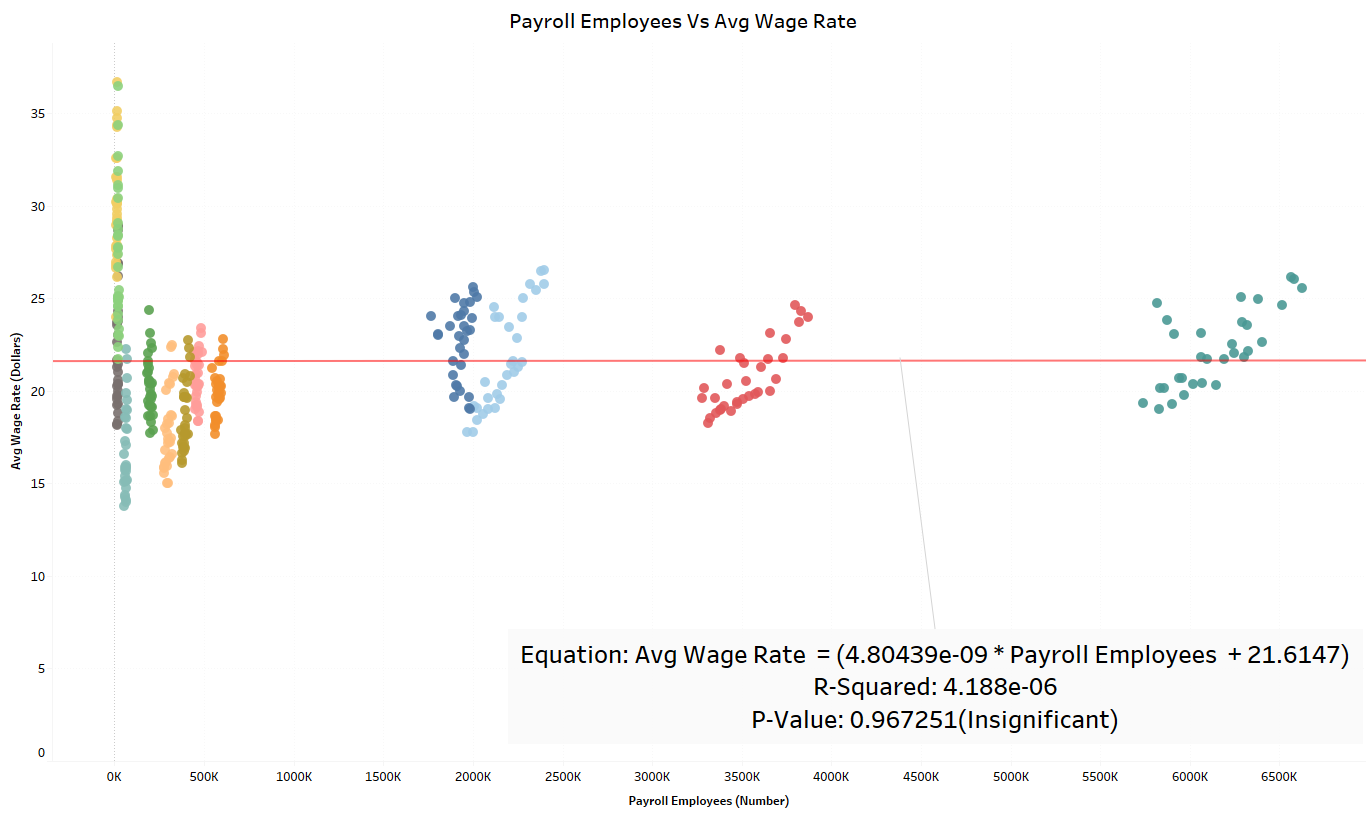 Payroll Employees Vs Avg Wage Rate
35
30
25
20
15
10
5
0
Avg Wage Rate (Dollars)
Equation: Avg Wage Rate = (4.80439e-09 * Payroll Employees + 21.6147)
R-Squared: 4.188e-06
P-Value: 0.967251(Insignificant)
0K 500K 1000K 1500K 2000K 2500K 3000K 3500K 4000K 4500K 5000K 5500K 6000K 6500K
Payroll Employees (Number)